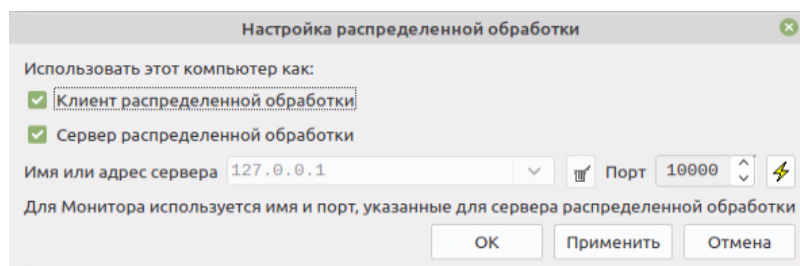 Настройка распределенной обработки
Использовать этот компьютер как:
Клиент распределенной обработки
Сервер распределенной обработки
Имя или адрес сервера 127.0.0.1 Порт 10000
Для Монитора используется имя и порт, указанные для сервера распределенной обработки
ОК Применить Отмена